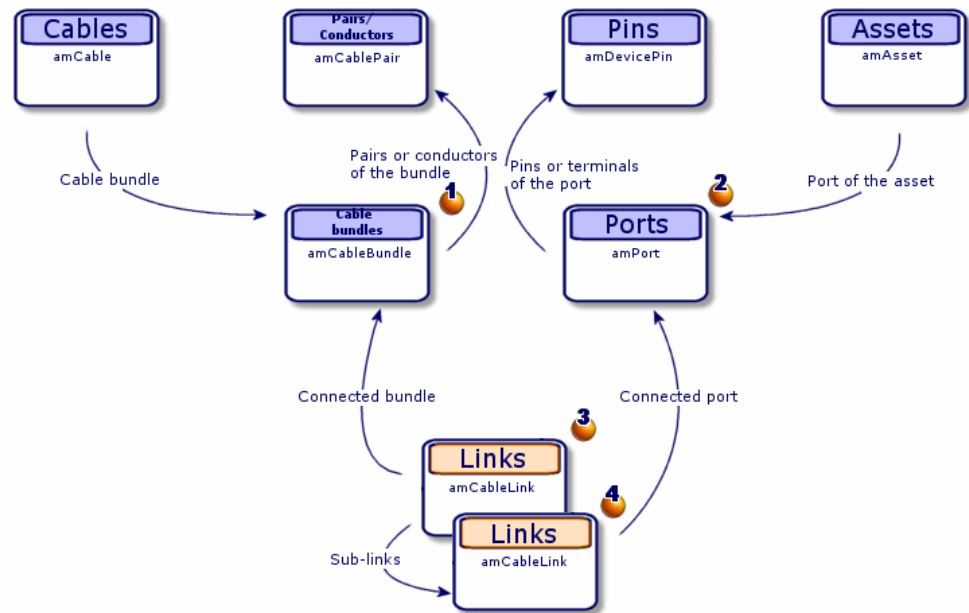 Cables
amCable
Pairs/
Conductors
amCablePair
Pins
amDevicePin
Assets
amAsset
Cable bundle
Pairs or conductors
of the bundle
Pins or terminals
of the port
Port of the asset
1
2
Cable
bundles
amCableBundle
Ports
amPort
Connected bundle
Connected port
3
Links
amCableLink
4
Links
amCableLink
Sub-links